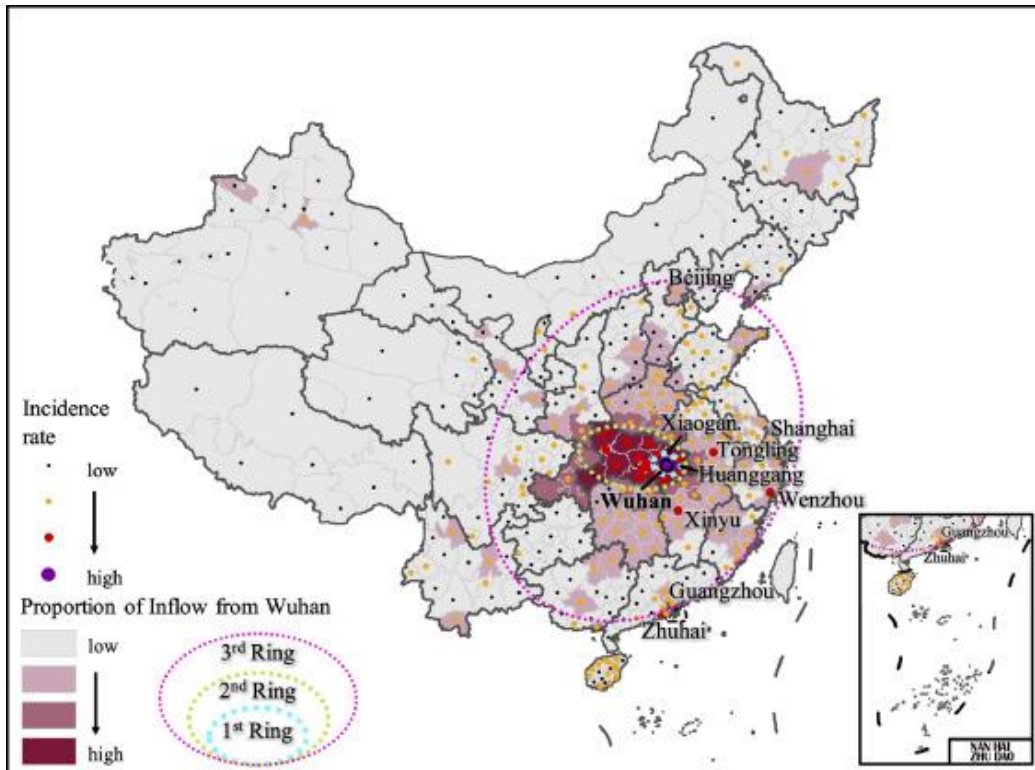 Beijing
Xiaogan
Shanghai
Tongling
Huanggang
Wuhan
Wenzhou
Xinyu
Guangzhou
Zhuhai
Incidence
rate
low
high
Proportion of Inflow from Wuhan
low
high
3rd Ring
2nd Ring
1st Ring
Guangzhou
Zhuhai
NAN HAI
ZHU DAO